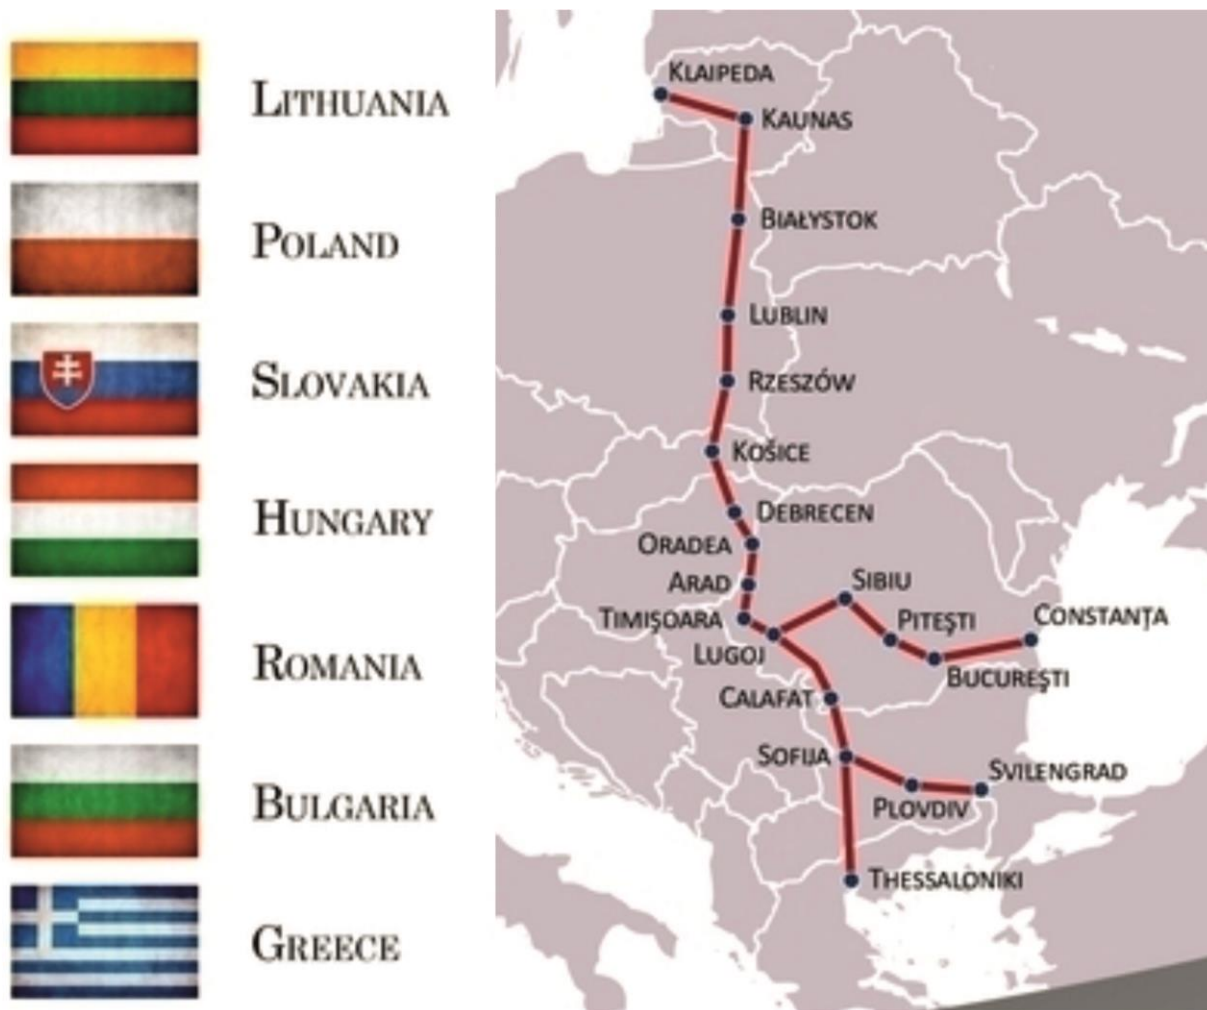 LITHUANIA
POLAND
SLOVAKIA
HUNGARY
ROMANIA
BULGARIA
GREECE
KLAIPEDA
KAUNAS
BIAŁYSTOK
LUBLIN
RZESZÓW
KOŠICE
DEBRECEN
ORADEA
ARAD
SIBIU
TIMIŞOARA
PITEŞTI
CONSTANŢA
LUGOJ
BUCUREŞTI
CALAFAT
SOFIJA
SVILENGRAD
PLOVDIV
THESSALONIKI